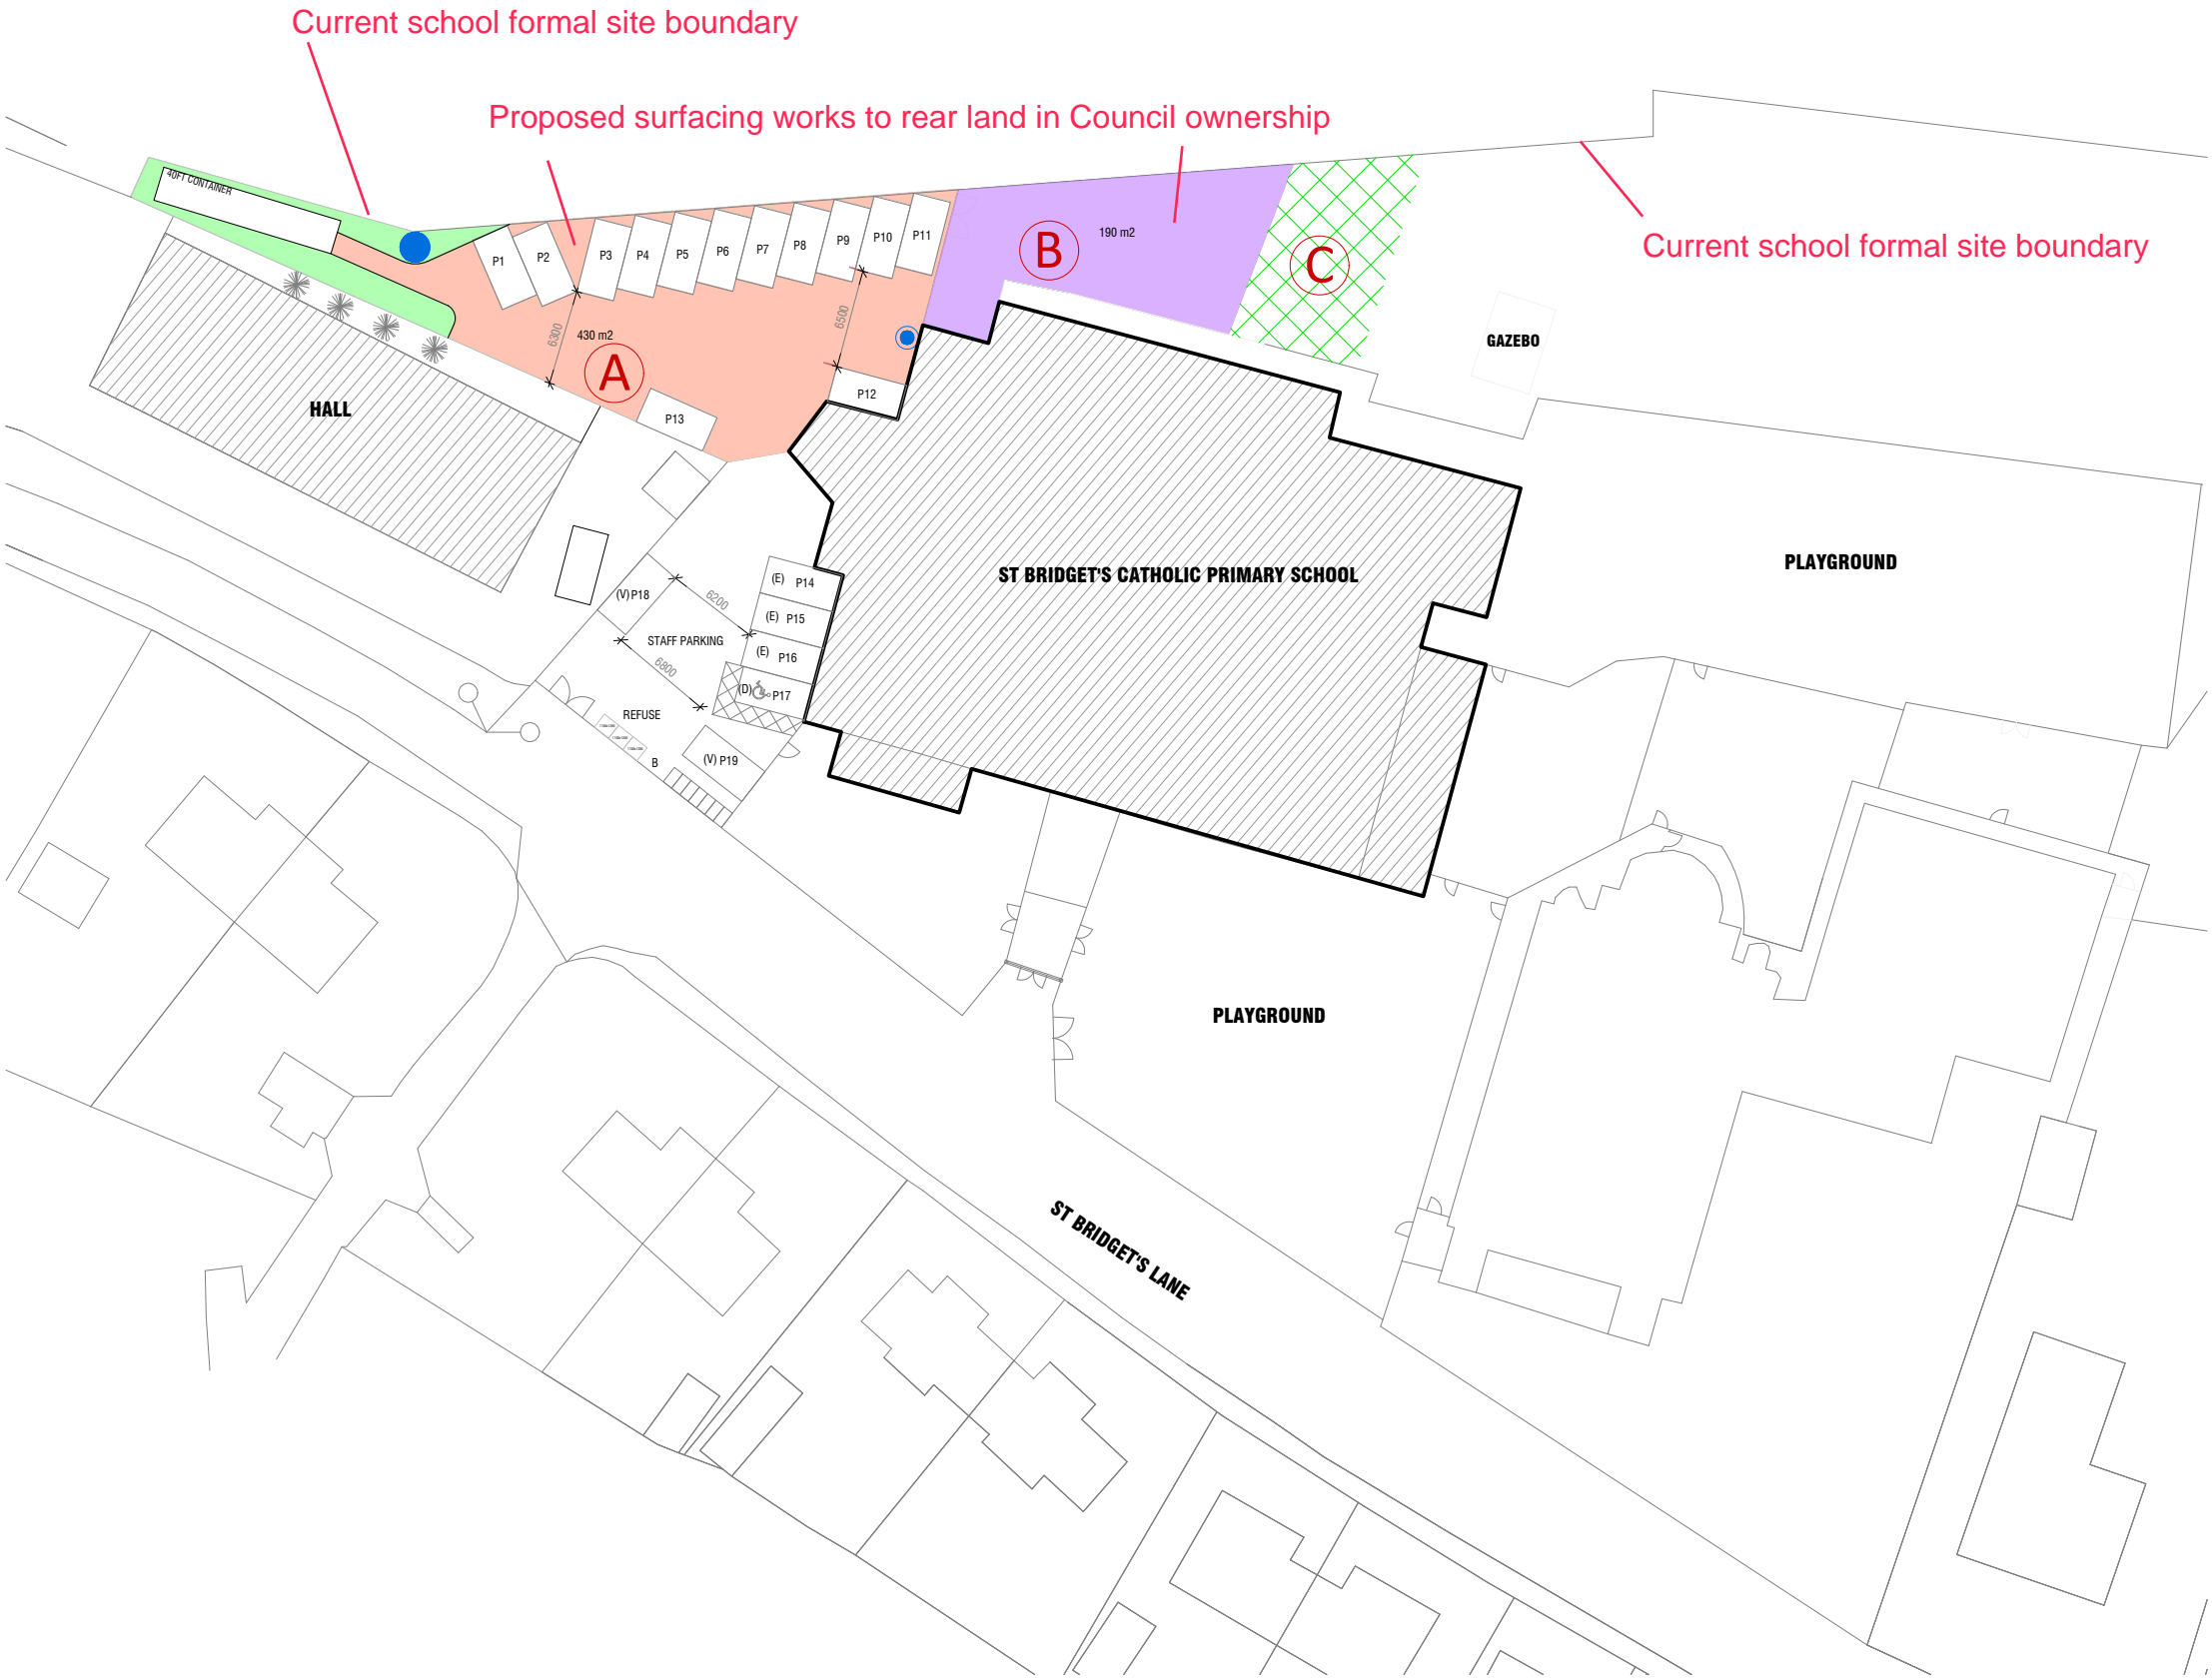 Current school formal site boundary
Proposed surfacing works to rear land in Council ownership
40FT CONTAINER
P1
P2
P3
P4
P5
P6
P7
P8
P9
P10
P11
B
190 m2
C
Current school formal site boundary
6300
430 m2
6500
A
GAZEBO
P12
HALL
P13
ST BRIDGET'S CATHOLIC PRIMARY SCHOOL
PLAYGROUND
(E) P14
(V) P18
6200
(E) P15
STAFF PARKING
(E) P16
6800
(D) P17
REFUSE
B
(V) P19
PLAYGROUND
ST BRIDGET'S LANE